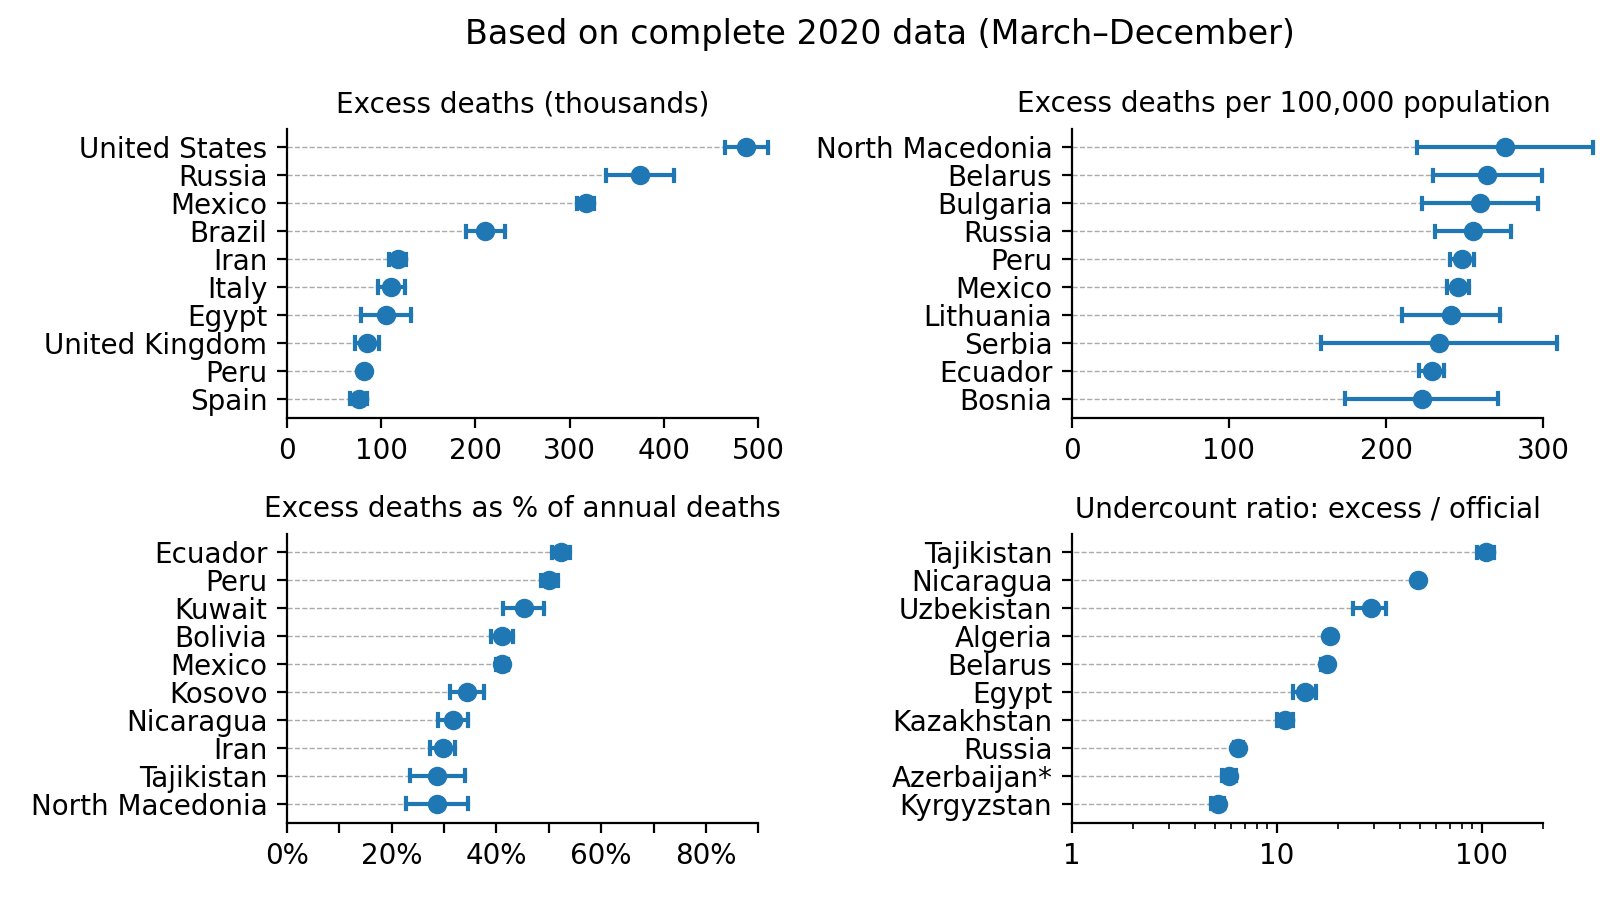 Based on complete 2020 data (March–December)
Excess deaths (thousands)
United States
Russia
Mexico
Brazil
Iran
Italy
Egypt
United Kingdom
Peru
Spain
0 100 200 300 400 500
Excess deaths per 100,000 population
North Macedonia
Belarus
Bulgaria
Russia
Peru
Mexico
Lithuania
Serbia
Ecuador
Bosnia
0 100 200 300
Excess deaths as % of annual deaths
Ecuador
Peru
Kuwait
Bolivia
Mexico
Kosovo
Nicaragua
Iran
Tajikistan
North Macedonia
0% 20% 40% 60% 80%
Undercount ratio: excess / official
Tajikistan
Nicaragua
Uzbekistan
Algeria
Belarus
Egypt
Kazakhstan
Russia
Azerbaijan*
Kyrgyzstan
1 10 100